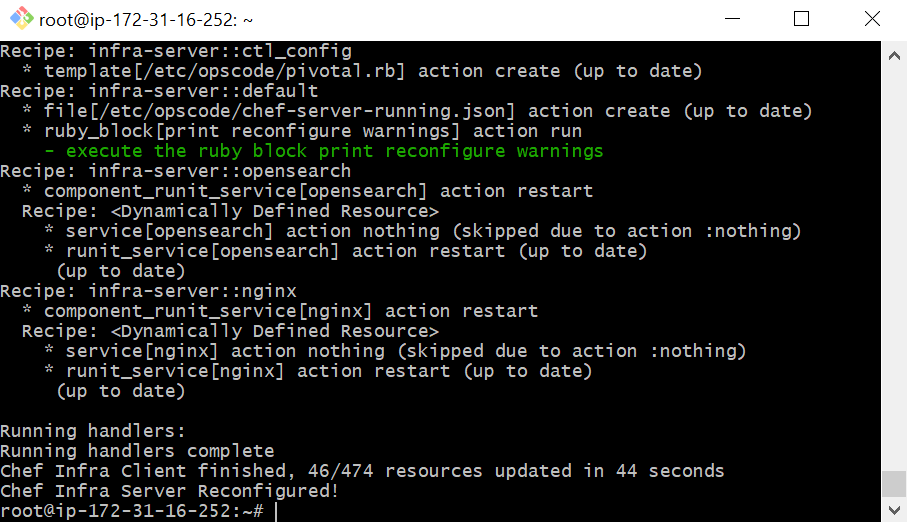 root@ip-172-31-16-252: ~
Recipe: infra-server::ctl_config
  * template[/etc/opscode/pivotal.rb] action create (up to date)
Recipe: infra-server::default
  * file[/etc/opscode/chef-server-running.json] action create (up to date)
  * ruby_block[print reconfigure warnings] action run
    - execute the ruby block print reconfigure warnings
Recipe: infra-server::opensearch
  * component_runit_service[opensearch] action restart
  Recipe: <Dynamically Defined Resource>
    * service[opensearch] action nothing (skipped due to action :nothing)
    * runit_service[opensearch] action restart (up to date)
     (up to date)
Recipe: infra-server::nginx
  * component_runit_service[nginx] action restart
  Recipe: <Dynamically Defined Resource>
    * service[nginx] action nothing (skipped due to action :nothing)
    * runit_service[nginx] action restart (up to date)
     (up to date)

Running handlers:
Running handlers complete
Chef Infra Client finished, 46/474 resources updated in 44 seconds
Chef Infra Server Reconfigured!
root@ip-172-31-16-252:~#